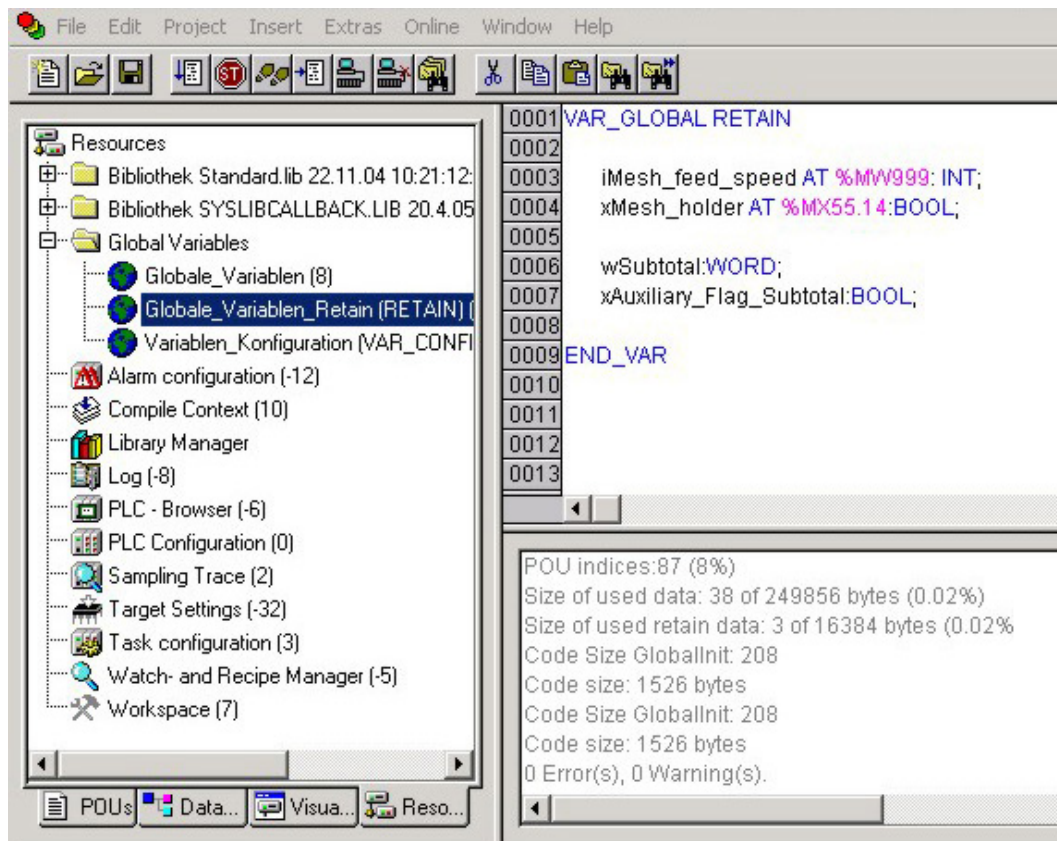 File Edit Project Insert Extras Online Window Help
ST
Resources
Bibliothek Standard.lib 22.11.04 10:21:12:
Bibliothek SYSLIBCALLBACK.LIB 20.4.05
Global Variables
Globale_Variablen (8)
Globale_Variablen_Retain (RETAIN) (
Variablen_Konfiguration (VAR_CONFI
Alarm configuration (-12)
Compile Context (10)
Library Manager
Log (-8)
PLC - Browser (-6)
PLC Configuration (0)
Sampling Trace (2)
Target Settings (-32)
Task configuration (3)
Watch- and Recipe Manager (-5)
Workspace (7)
POUs Data... Visua... Reso...
0001 VAR_GLOBAL RETAIN
0002
0003 iMesh_feed_speed AT %MW999: INT;
0004 xMesh_holder AT %MX55.14:BOOL;
0005
0006 wSubtotal:WORD;
0007 xAuxiliary_Flag_Subtotal:BOOL;
0008
0009 END_VAR
0010
0011
0012
0013
POU indices:87 (8%)
Size of used data: 38 of 249856 bytes (0.02%)
Size of used retain data: 3 of 16384 bytes (0.02%
Code Size GlobalInit: 208
Code size: 1526 bytes
Code Size GlobalInit: 208
Code size: 1526 bytes
0 Error(s), 0 Warning(s).